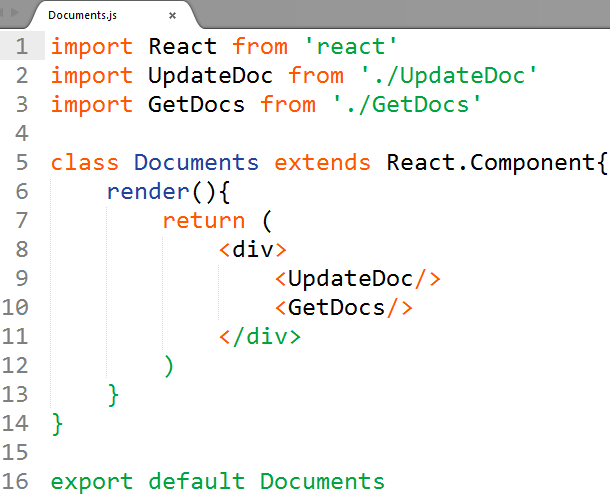 Documents.js ×
1 import React from 'react'
2 import UpdateDoc from './UpdateDoc'
3 import GetDocs from './GetDocs'
4
5 class Documents extends React.Component{
6     render(){
7         return (
8             <div>
9                 <UpdateDoc/>
10                 <GetDocs/>
11             </div>
12         )
13     }
14 }
15
16 export default Documents